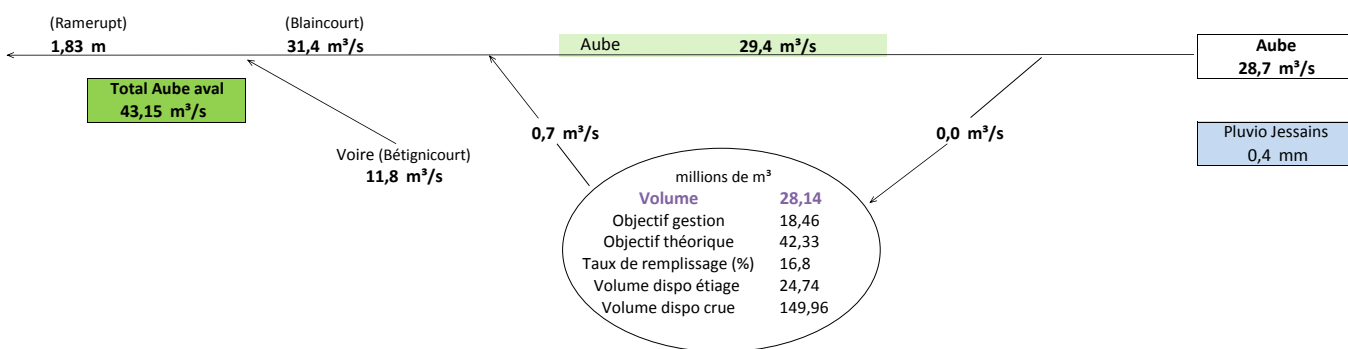 (Ramerupt)
1,83 m
(Blaincourt)
31,4 m³/s
Aube 29,4 m³/s
Aube
28,7 m³/s
Total Aube aval
43,15 m³/s
0,7 m³/s
0,0 m³/s
Pluvio Jessains
0,4 mm
Voire (Bétignicourt)
11,8 m³/s
millions de m³
Volume 28,14
Objectif gestion 18,46
Objectif théorique 42,33
Taux de remplissage (%) 16,8
Volume dispo étiage 24,74
Volume dispo crue 149,96